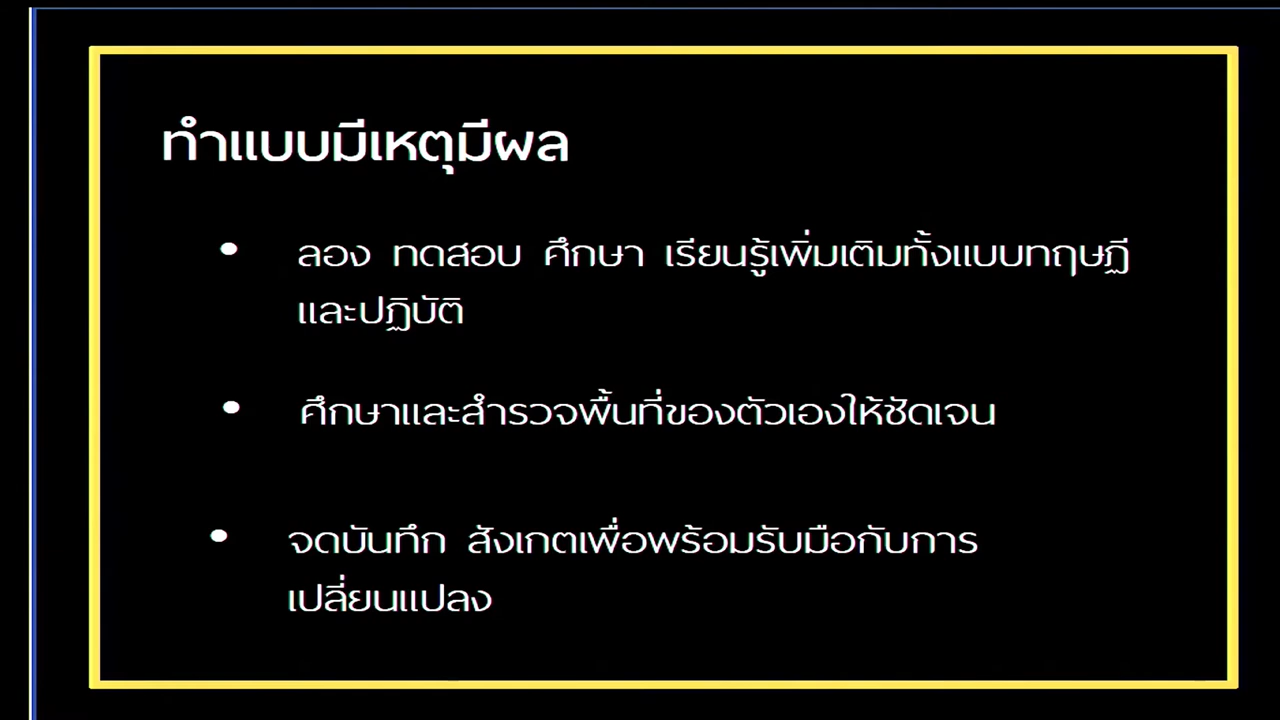 ทำแบบมีเหตุมีผล
• ลอง ทดสอบ ศึกษา เรียนรู้เพิ่มเติมทั้งแบบทฤษฏี
และปฏิบัติ
• ศึกษาและสำรวจพื้นที่ของตัวเองให้ชัดเจน
• จดบันทึก สังเกตเพื่อพร้อมรับมือกับการ
เปลี่ยนแปลง